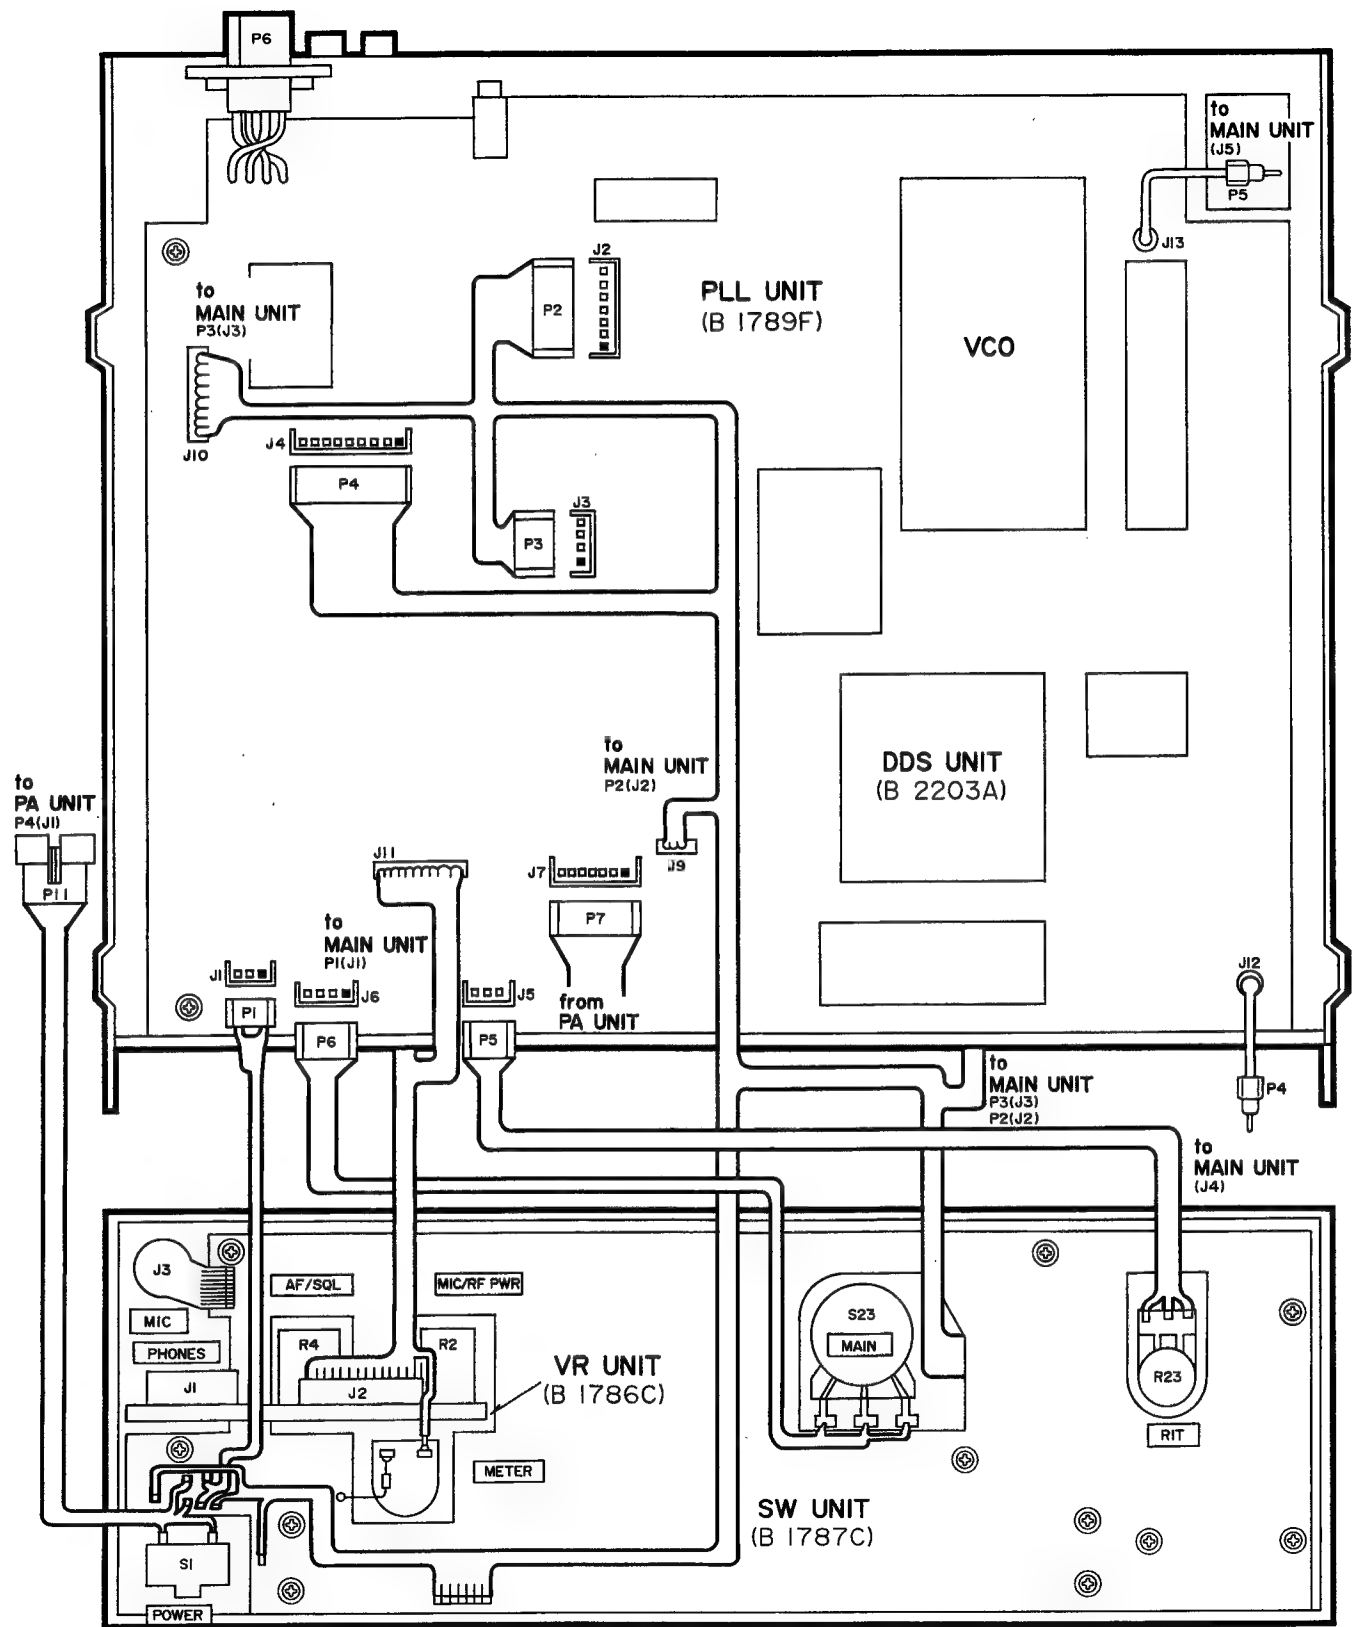 P6
to
MAIN UNIT
(J5)
P5
J13
J2
P2
PLL UNIT
(B 1789F)
VCO
to
MAIN UNIT
P3(J3)
J10
J4
P4
J3
P3
to
MAIN UNIT
P2(J2)
J9
DDS UNIT
(B 2203A)
to
PA UNIT
P4(J1)
P11
J11
J7
P7
from
PA UNIT
to
MAIN UNIT
P1(J1)
J1
P1
J6
P6
J5
P5
J12
P4
to
MAIN UNIT
P3(J3)
P2(J2)
to
MAIN UNIT
(J4)
J3
MIC
PHONES
J1
AF/SQL
MIC/RF PWR
R4
R2
J2
VR UNIT
(B 1786C)
METER
S23
MAIN
R23
RIT
SW UNIT
(B 1787C)
S1
POWER